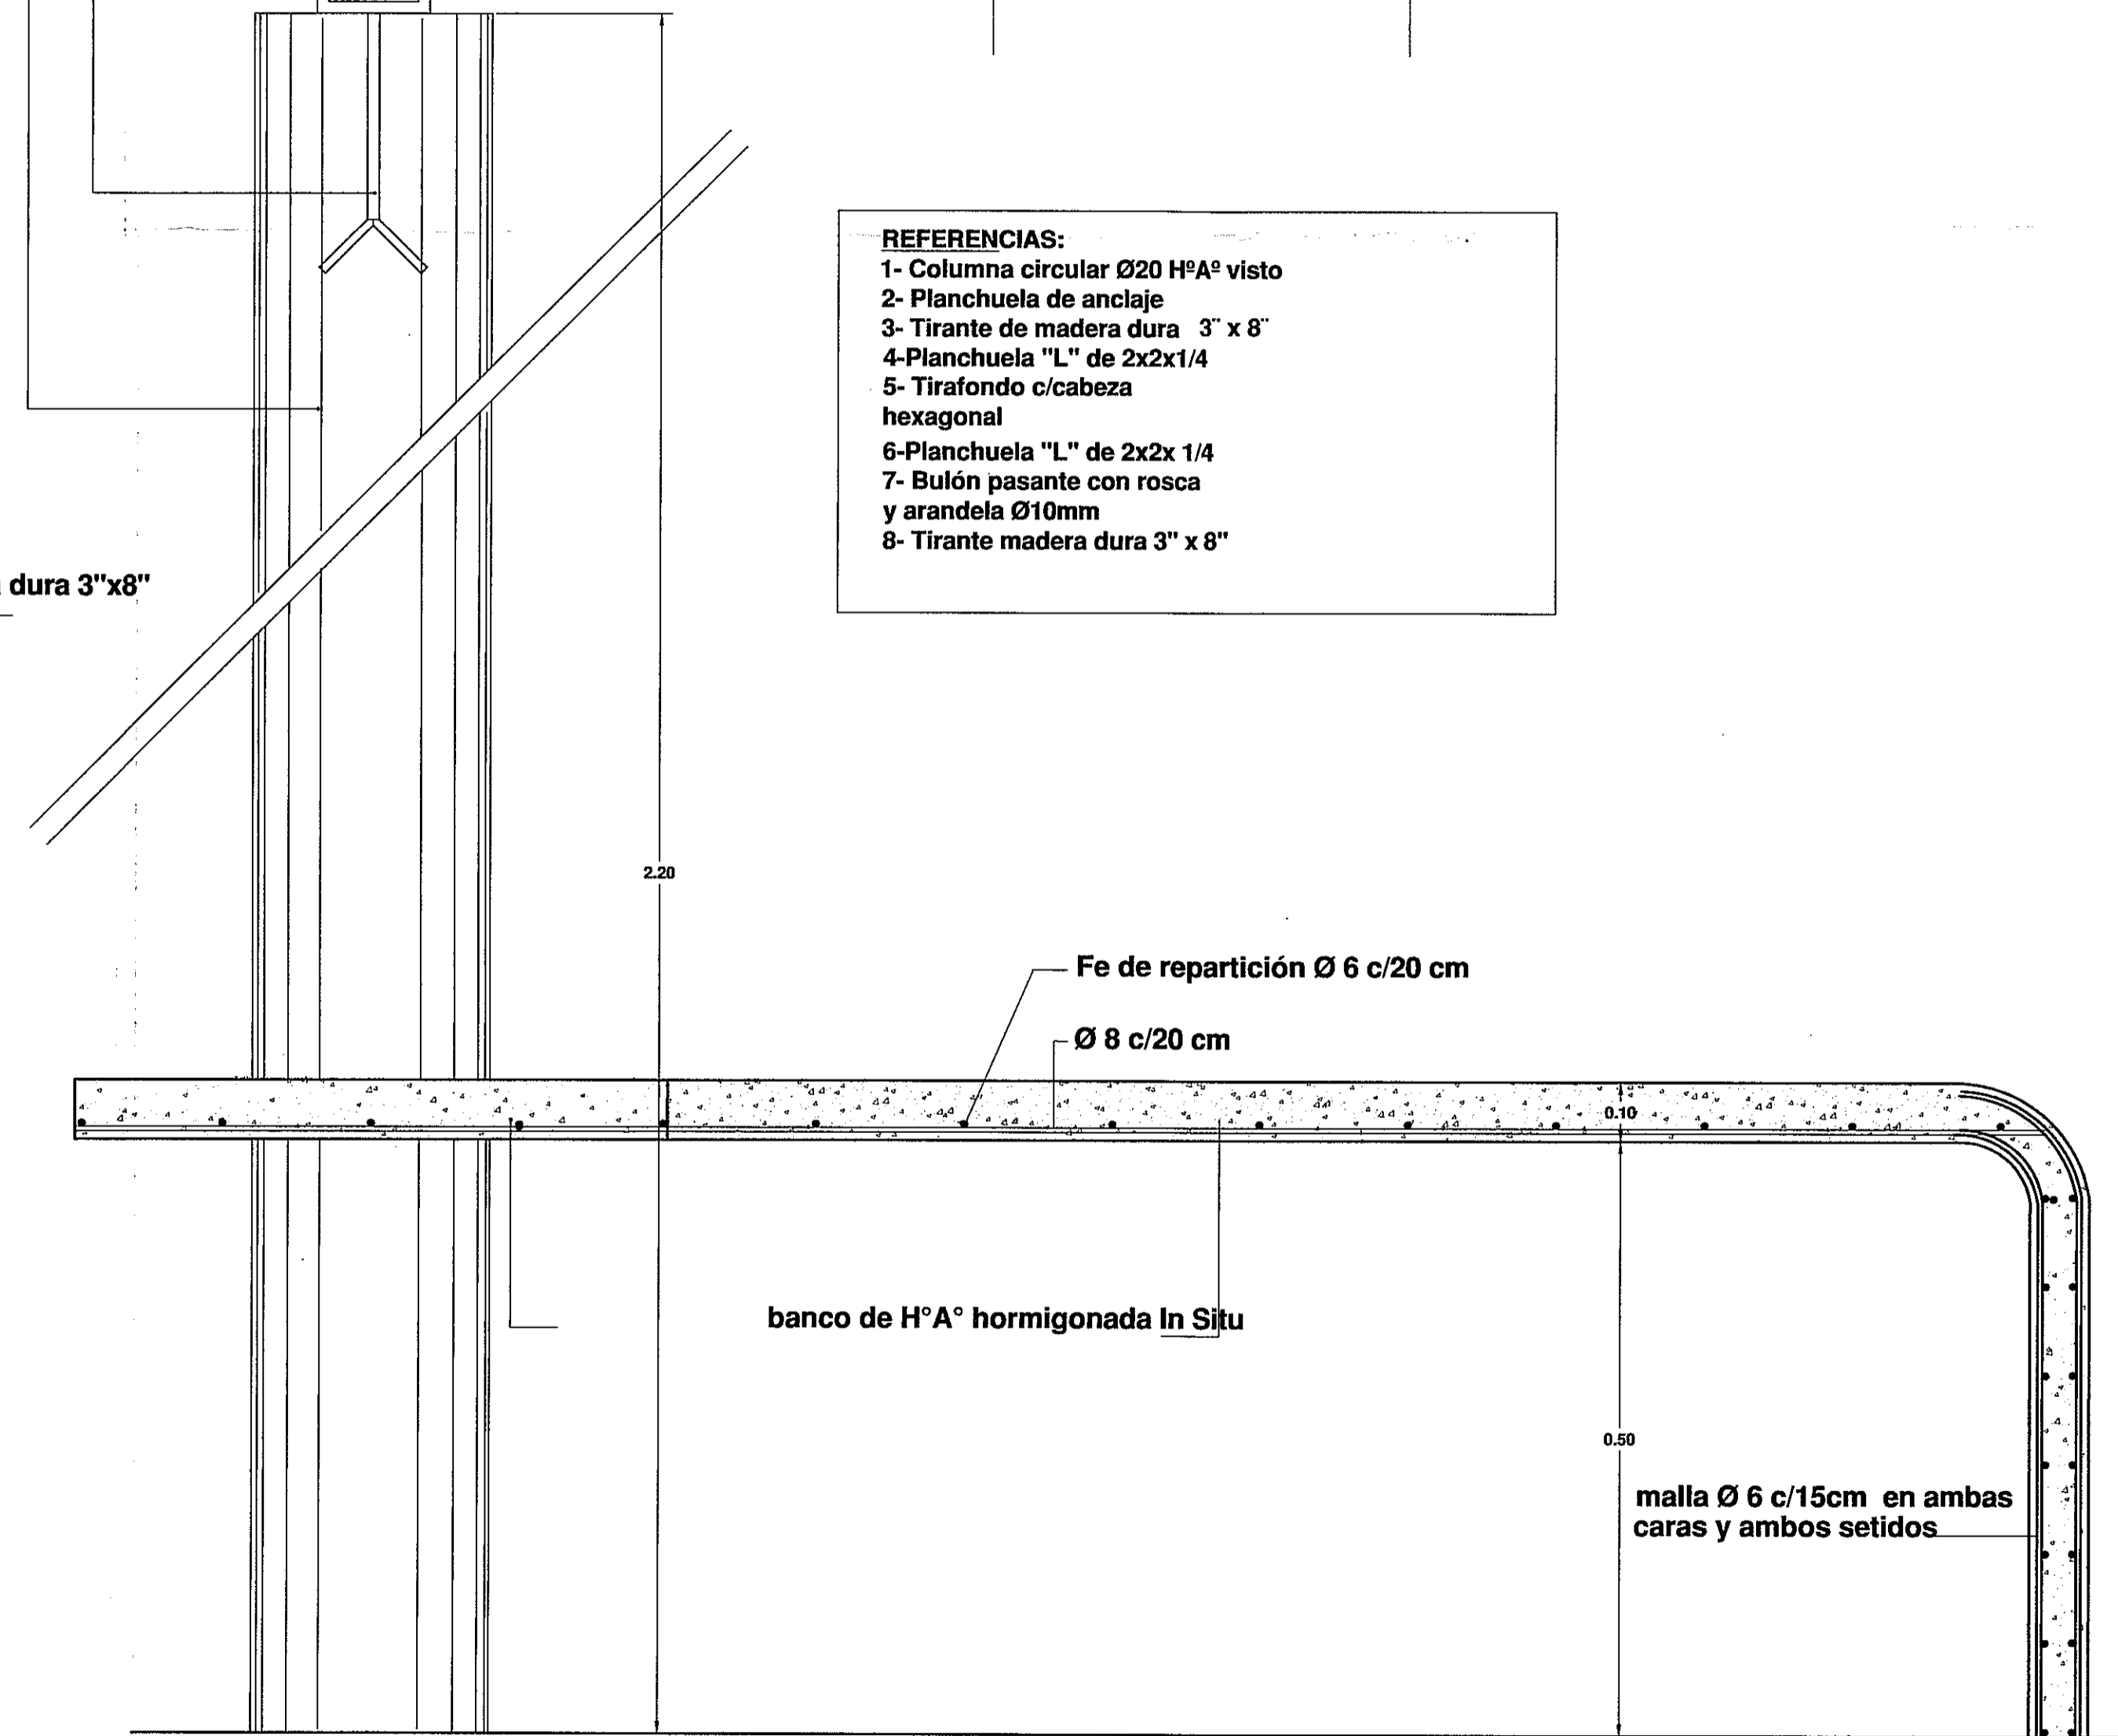 REFERENCIAS:
1- Columna circular Ø20 HºAº visto
2- Planchuela de anclaje
3- Tirante de madera dura 3¨ x 8¨
4-Planchuela "L" de 2x2x1/4
5- Tirafondo c/cabeza
hexagonal
6-Planchuela "L" de 2x2x 1/4
7- Bulón pasante con rosca
y arandela Ø10mm
8- Tirante madera dura 3" x 8"
dura 3"x8"
2.20
Fe de repartición Ø 6 c/20 cm
Ø 8 c/20 cm
0.10
banco de H°A° hormigonada In Situ
0.50
malla Ø 6 c/15cm en ambas
caras y ambos setidos